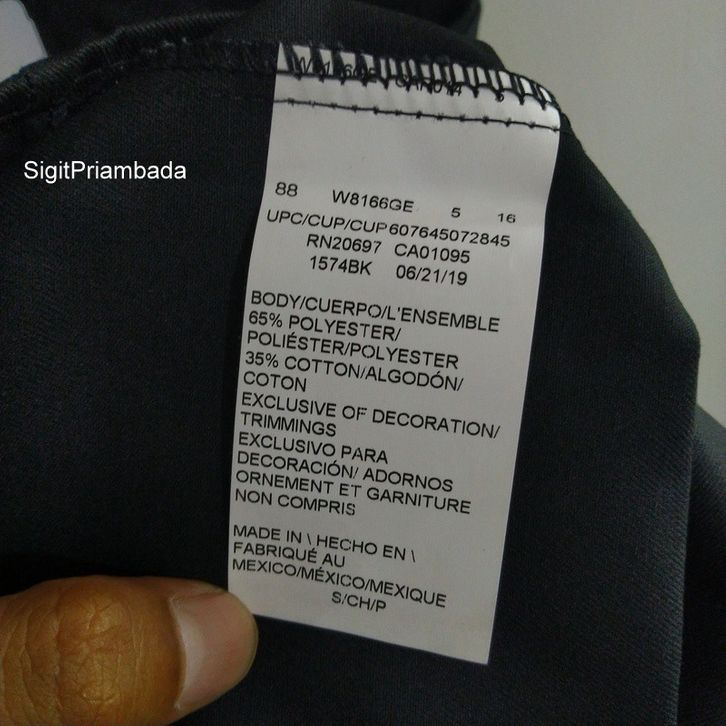 SigitPriambada
88 W8166GE 5 16
UPC/CUP/CUP607645072845
RN20697 CA01095
1574BK 06/21/19
BODY/CUERPO/L'ENSEMBLE
65% POLYESTER/
POLIÉSTER/POLYESTER
35% COTTON/ALGODÓN/
COTON
EXCLUSIVE OF DECORATION/
TRIMMINGS
EXCLUSIVO PARA
DECORACIÓN/ ADORNOS
ORNEMENT ET GARNITURE
NON COMPRIS
MADE IN \ HECHO EN \
FABRIQUÉ AU
MEXICO/MÉXICO/MEXIQUE
S/CH/P